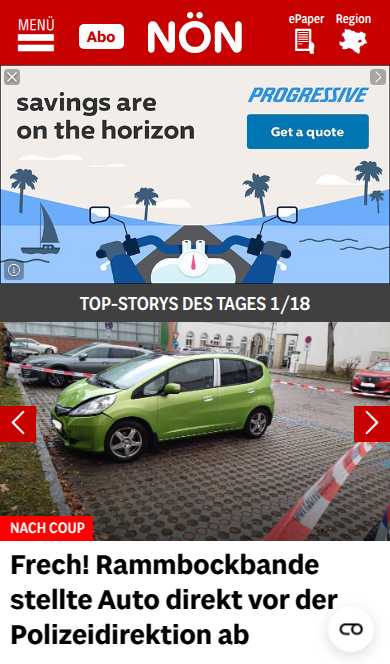 MENÜ
Abo
NÖN
ePaper
Region
savings are
on the horizon
PROGRESSIVE
Get a quote
TOP-STORYS DES TAGES 1/18
NACH COUP
Frech! Rammbockbande
stellte Auto direkt vor der
Polizeidirektion ab